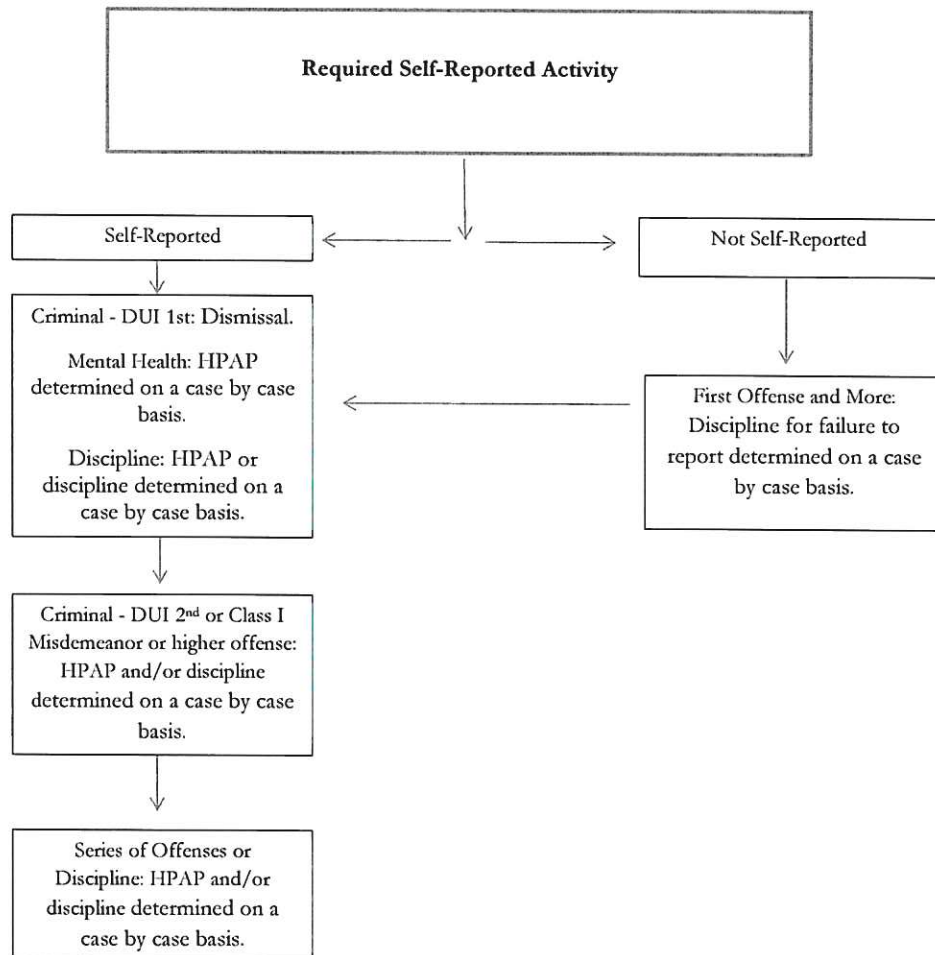 Required Self-Reported Activity
Self-Reported
Not Self-Reported
Criminal - DUI 1st: Dismissal.
Mental Health: HPAP
determined on a case by case
basis.
Discipline: HPAP or
discipline determined on a
case by case basis.
First Offense and More:
Discipline for failure to
report determined on a case
by case basis.
Criminal - DUI 2nd or Class I
Misdemeanor or higher offense:
HPAP and/or discipline
determined on a case by case
basis.
Series of Offenses or
Discipline: HPAP and/or
discipline determined on a
case by case basis.